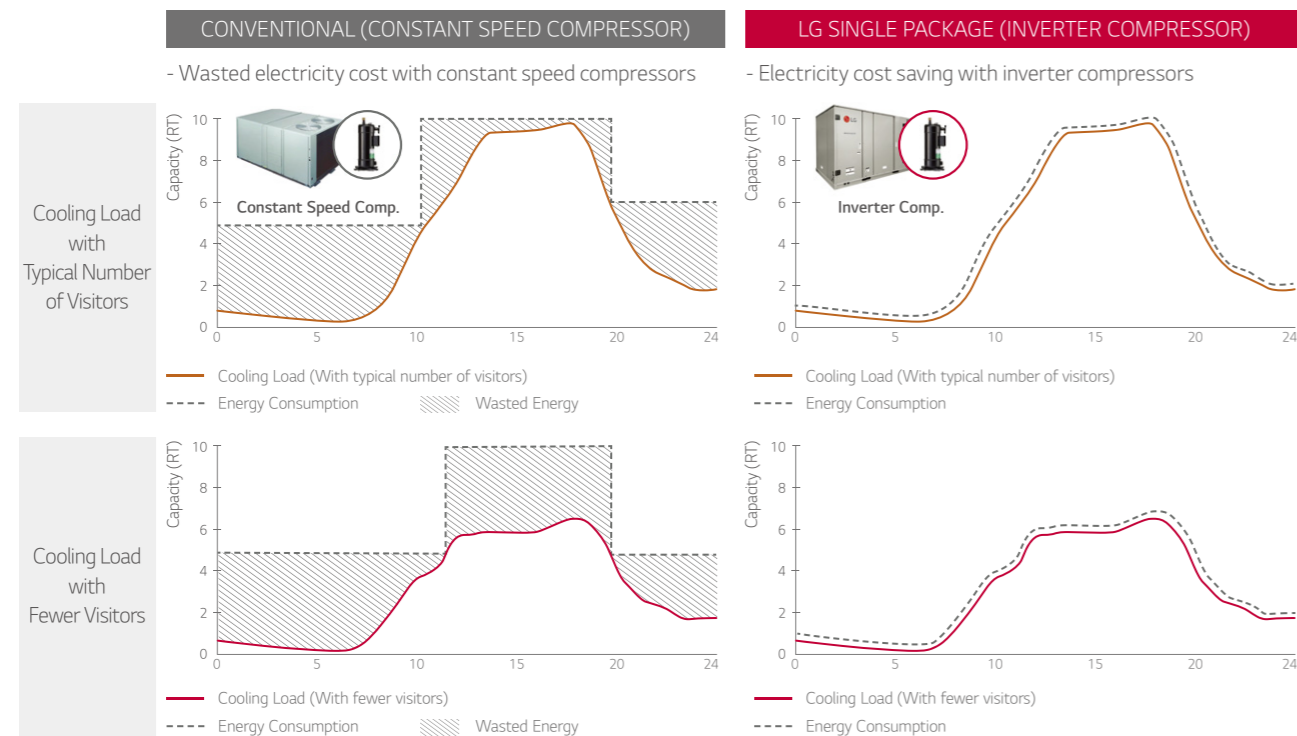 CONVENTIONAL (CONSTANT SPEED COMPRESSOR)
- Wasted electricity cost with constant speed compressors
LG SINGLE PACKAGE (INVERTER COMPRESSOR)
- Electricity cost saving with inverter compressors
Cooling Load
with
Typical Number
of Visitors
Capacity (RT)
10
8
6
4
2
0
Constant Speed Comp.
0 5 10 15 20 24
Cooling Load (With typical number of visitors)
Energy Consumption Wasted Energy
Capacity (RT)
10
8
6
4
2
0
LG
Inverter Comp.
0 5 10 15 20 24
Cooling Load (With typical number of visitors)
Energy Consumption
Cooling Load
with
Fewer Visitors
Capacity (RT)
10
8
6
4
2
0
0 5 10 15 20 24
Cooling Load (With fewer visitors)
Energy Consumption Wasted Energy
Capacity (RT)
10
8
6
4
2
0
0 5 10 15 20 24
Cooling Load (With fewer visitors)
Energy Consumption